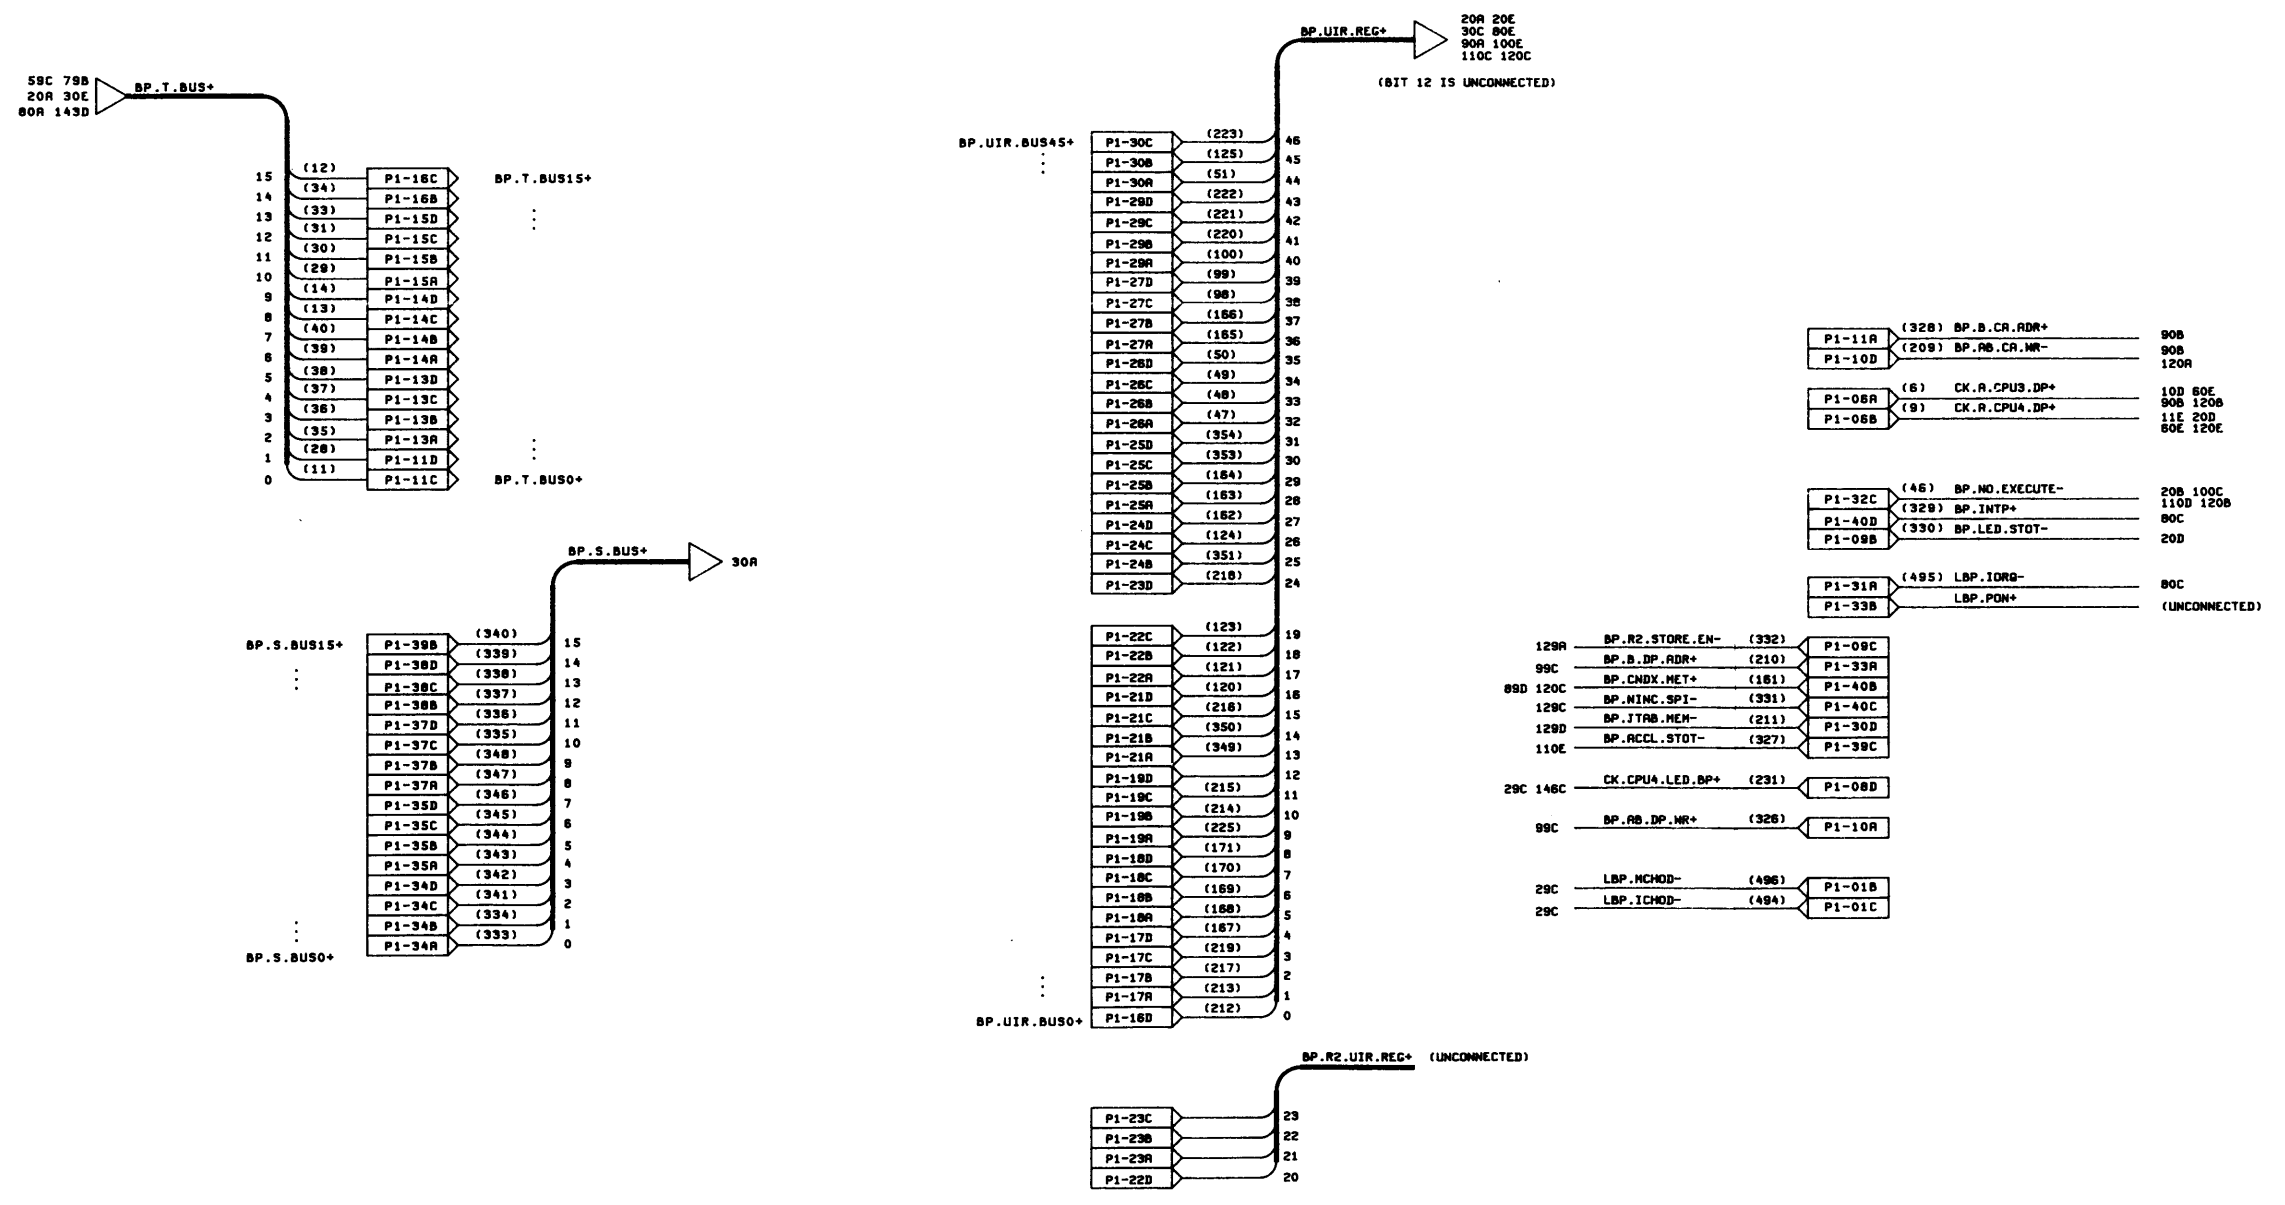 59C 79B
20A 30E
80A 143D
BP.T.BUS+
15 (12) P1-16C BP.T.BUS15+
14 (34) P1-16B
13 (33) P1-15D
12 (31) P1-15C
11 (30) P1-15B
10 (29) P1-15A
9 (14) P1-14D
8 (13) P1-14C
7 (40) P1-14B
6 (39) P1-14A
5 (38) P1-13D
4 (37) P1-13C
3 (36) P1-13B
2 (35) P1-13A
1 (28) P1-11D
0 (11) P1-11C BP.T.BUS0+
BP.S.BUS+ 30A
BP.S.BUS15+ P1-39B (340) 15
P1-38D (339) 14
P1-38C (338) 13
P1-38B (337) 12
P1-37D (336) 11
P1-37C (335) 10
P1-37B (348) 9
P1-37A (347) 8
P1-35D (346) 7
P1-35C (345) 6
P1-35B (344) 5
P1-35A (343) 4
P1-34D (342) 3
P1-34C (341) 2
P1-34B (334) 1
P1-34A (333) 0
BP.S.BUS0+
BP.UIR.REG+
20A 20E
30C 80E
90A 100E
110C 120C
(BIT 12 IS UNCONNECTED)
BP.UIR.BUS45+ P1-30C (223) 46
P1-30B (125) 45
P1-30A (51) 44
P1-29D (222) 43
P1-29C (221) 42
P1-29B (220) 41
P1-29A (100) 40
P1-27D (99) 39
P1-27C (98) 38
P1-27B (166) 37
P1-27A (165) 36
P1-26D (50) 35
P1-26C (49) 34
P1-26B (48) 33
P1-26A (47) 32
P1-25D (354) 31
P1-25C (353) 30
P1-25B (164) 29
P1-25A (163) 28
P1-24D (162) 27
P1-24C (124) 26
P1-24B (351) 25
P1-23D (218) 24
P1-22C (123) 19
P1-22B (122) 18
P1-22A (121) 17
P1-21D (120) 16
P1-21C (216) 15
P1-21B (350) 14
P1-21A (349) 13
P1-19D 12
P1-19C (215) 11
P1-19B (214) 10
P1-19A (225) 9
P1-18D (171) 8
P1-18C (170) 7
P1-18B (169) 6
P1-18A (168) 5
P1-17D (167) 4
P1-17C (219) 3
P1-17B (217) 2
P1-17A (213) 1
BP.UIR.BUS0+ P1-16D (212) 0
BP.R2.UIR.REG+ (UNCONNECTED)
P1-23C 23
P1-23B 22
P1-23A 21
P1-22D 20
P1-11A (328) BP.B.CA.ADR+ 90B
P1-10D (209) BP.AB.CA.WR- 90B
120A
P1-06A (6) CK.A.CPU3.DP+ 10D 60E
90B 120B
P1-06B (9) CK.A.CPU4.DP+ 11E 20D
60E 120E
P1-32C (46) BP.NO.EXECUTE- 20B 100C
110D 120B
P1-40D (329) BP.INTP+ 80C
P1-09B (330) BP.LED.STOT- 20D
P1-31A (495) LBP.IORQ- 80C
P1-33B LBP.PON+ (UNCONNECTED)
129A BP.R2.STORE.EN- (332) P1-09C
99C BP.B.DP.ADR+ (210) P1-33A
89D 120C BP.CNDX.MET+ (161) P1-40B
129C BP.NINC.SPI- (331) P1-40C
129D BP.JTAB.MEM- (211) P1-30D
110E BP.ACCL.STOT- (327) P1-39C
29C 146C CK.CPU4.LED.BP+ (231) P1-08D
99C BP.AB.DP.WR+ (326) P1-10A
29C LBP.MCHOD- (496) P1-01B
29C LBP.ICHOD- (494) P1-01C